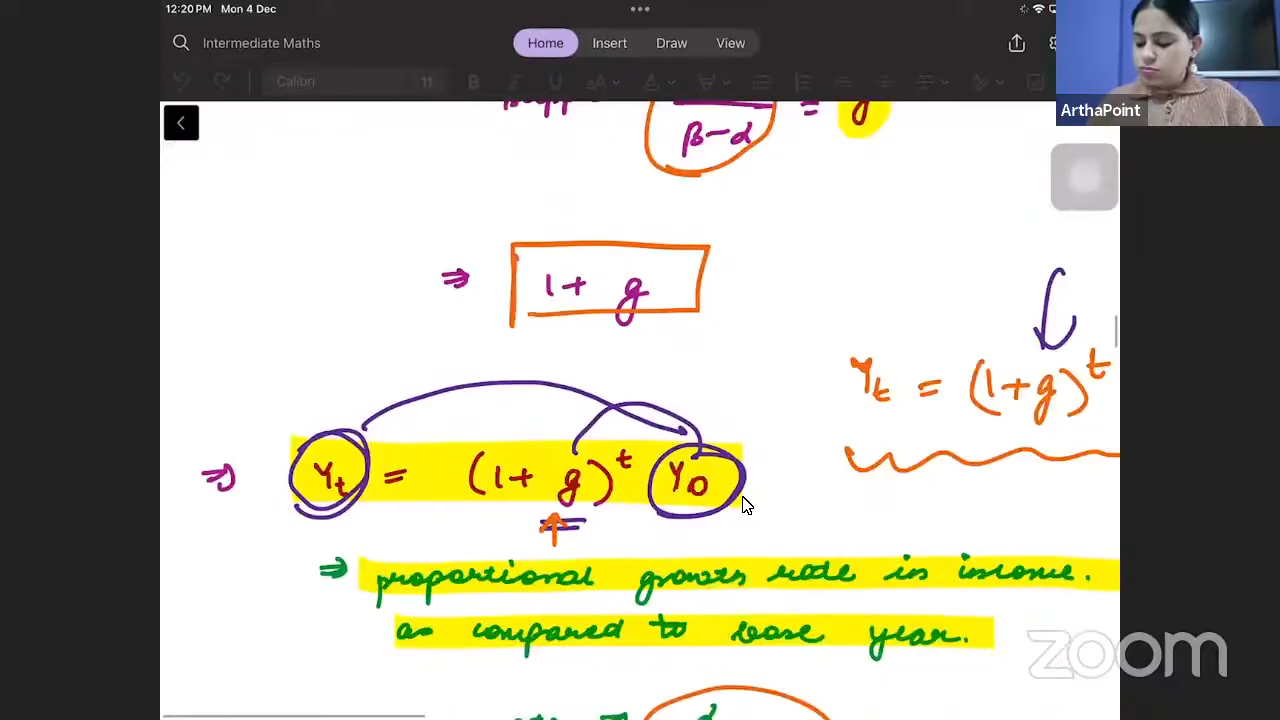 12:20 PM Mon 4 Dec
Intermediate Maths
Home Insert Draw View
Calibri 11
ArthaPoint
β-α = g
⇒ 1 + g
Yt = (1+g)^t
⇒ Yt = (1+ g)^t Y0
⇒ proportional growth rate in income.
as compared to base year.
zoom